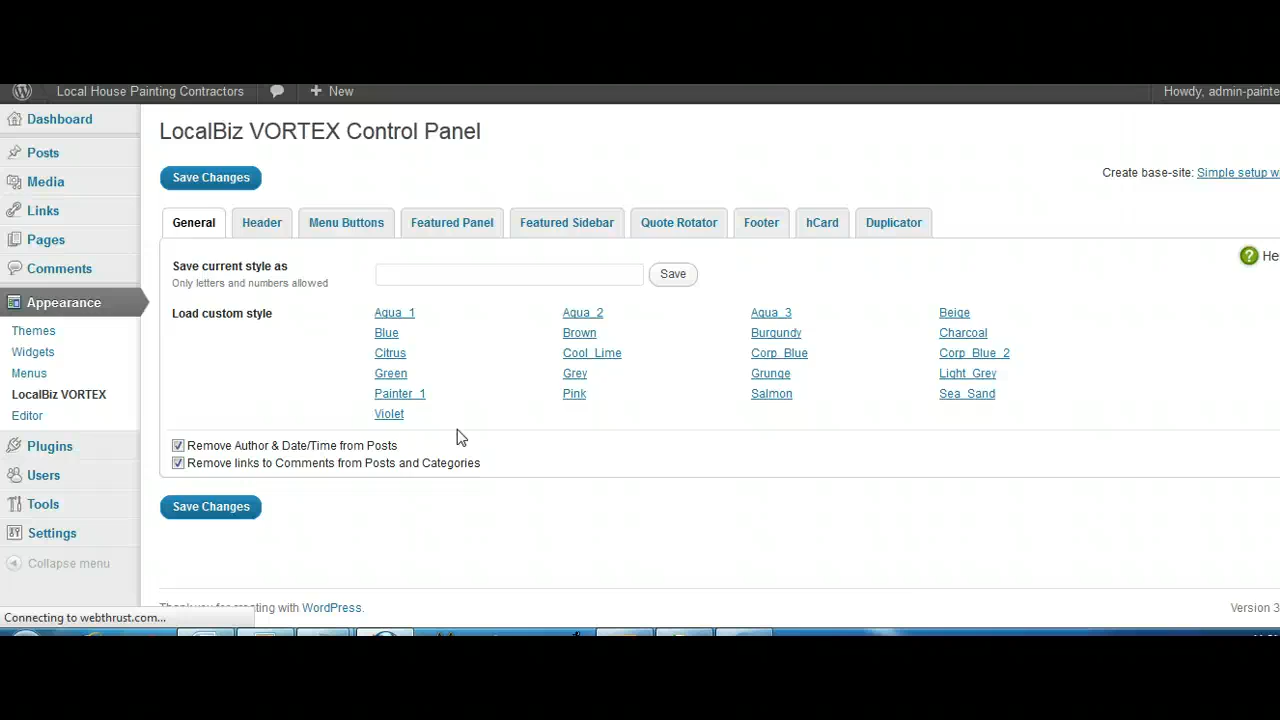 Local House Painting Contractors
New
Howdy, admin-painte
Dashboard
Posts
Media
Links
Pages
Comments
Appearance
Themes
Widgets
Menus
LocalBiz VORTEX
Editor
Plugins
Users
Tools
Settings
Collapse menu
LocalBiz VORTEX Control Panel
Save Changes
Create base-site: Simple setup w
General Header Menu Buttons Featured Panel Featured Sidebar Quote Rotator Footer hCard Duplicator
He
Save current style as
Only letters and numbers allowed
Save
Load custom style
Aqua_1 Aqua_2 Aqua_3 Beige
Blue Brown Burgundy Charcoal
Citrus Cool_Lime Corp_Blue Corp_Blue_2
Green Grey Grunge Light_Grey
Painter_1 Pink Salmon Sea_Sand
Violet
Remove Author & Date/Time from Posts
Remove links to Comments from Posts and Categories
Save Changes
Thank you for creating with WordPress.
Version 3
Connecting to webthrust.com...